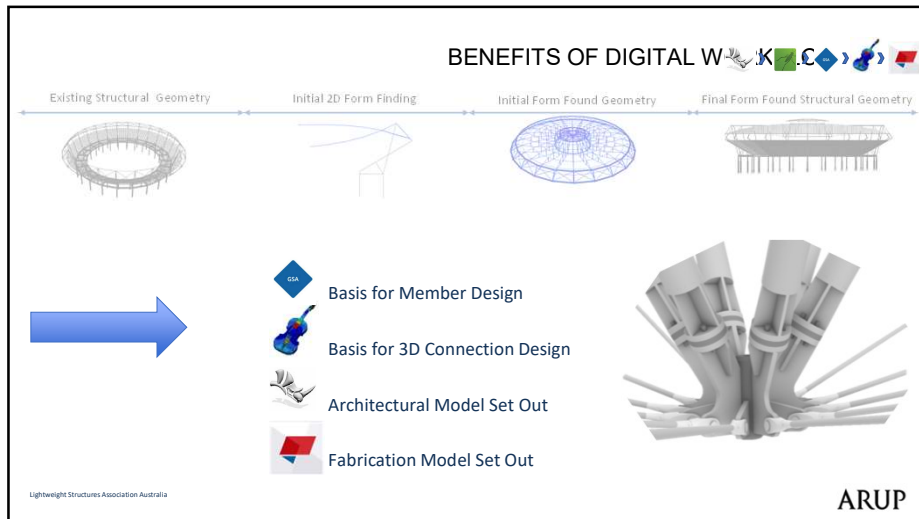 BENEFITS OF DIGITAL W
Existing Structural Geometry
Initial 2D Form Finding
Initial Form Found Geometry
Final Form Found Structural Geometry
GSA
GSA
Basis for Member Design
Basis for 3D Connection Design
Architectural Model Set Out
Fabrication Model Set Out
Lightweight Structures Association Australia
ARUP